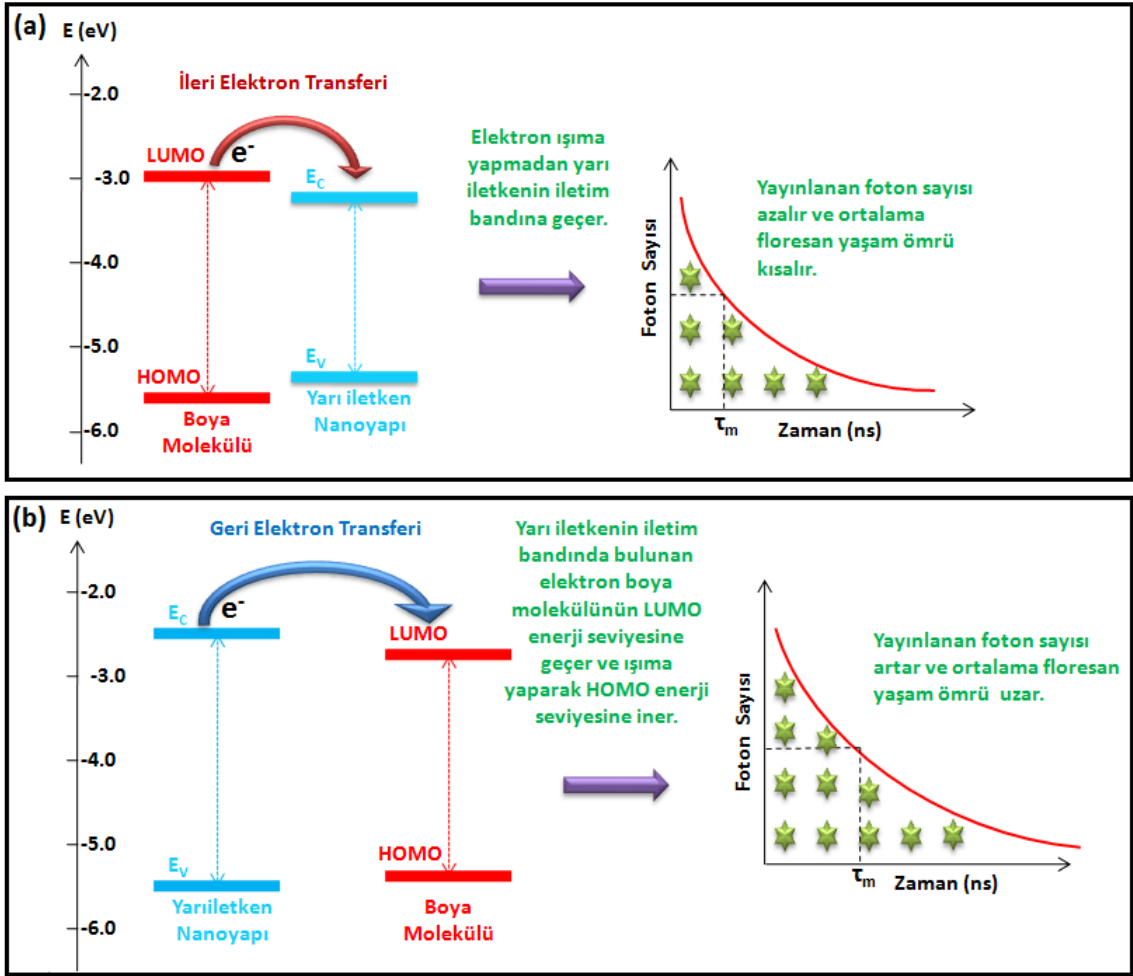 (a)
E (eV)
-2.0
-3.0
-4.0
-5.0
-6.0
İleri Elektron Transferi
LUMO
e-
EC
EV
HOMO
Boya
Molekülü
Yarı iletken
Nanoyapı
Elektron ışıma
yapmadan yarı
iletkenin iletim
bandına geçer.
Foton Sayısı
τm
Zaman (ns)
Yayınlanan foton sayısı
azalır ve ortalama
floresan yaşam ömrü
kısalır.
(b)
E (eV)
-2.0
-3.0
-4.0
-5.0
-6.0
Geri Elektron Transferi
EC
e-
LUMO
EV
HOMO
Yarıiletken
Nanoyapı
Boya
Molekülü
Yarı iletkenin iletim
bandında bulunan
elektron boya
molekülünün LUMO
enerji seviyesine
geçer ve ışıma
yaparak HOMO enerji
seviyesine iner.
Foton Sayısı
τm
Zaman (ns)
Yayınlanan foton sayısı
artar ve ortalama floresan
yaşam ömrü uzar.